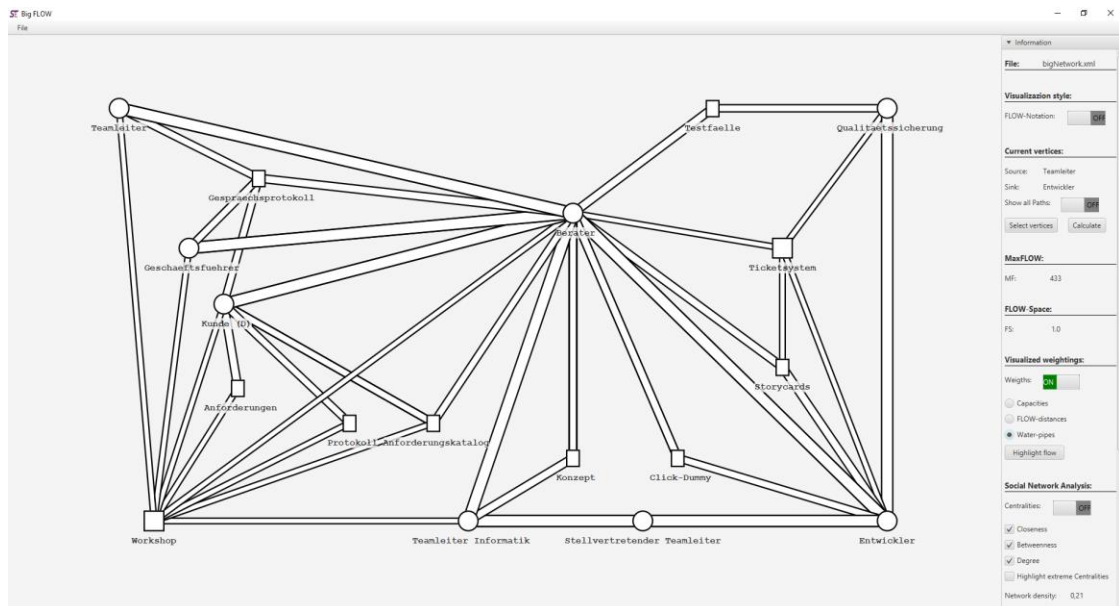 Big FLOW
File
Teamleiter
Testfaelle
Qualitaetssicherung
Gespraechsprotokoll
Berater
Geschaeftsfuehrer
Ticketsystem
Kunde (D)
Storycards
Anforderungen
Protokoll
Anforderungskatalog
Konzept
Click-Dummy
Workshop
Teamleiter Informatik
Stellvertretender Teamleiter
Entwickler
Information
File: bigNetwork.xml
Visualizazion style:
FLOW-Notation: OFF
Current vertices:
Source: Teamleiter
Sink: Entwickler
Show all Paths: OFF
Select vertices Calculate
MaxFLOW:
MF: 433
FLOW-Space:
FS: 1.0
Visualized weightings:
Weigths: ON
Capacities
FLOW-distances
Water-pipes
Highlight flow
Social Network Analysis:
Centralities: OFF
Closeness
Betweenness
Degree
Highlight extreme Centralities
Network density: 0,21